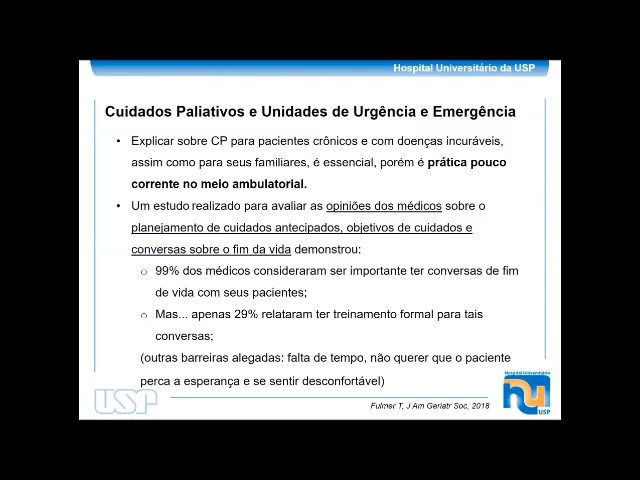 Hospital Universitário da USP
Cuidados Paliativos e Unidades de Urgência e Emergência
• Explicar sobre CP para pacientes crônicos e com doenças incuráveis,
assim como para seus familiares, é essencial, porém é prática pouco
corrente no meio ambulatorial.
• Um estudo realizado para avaliar as opiniões dos médicos sobre o
planejamento de cuidados antecipados, objetivos de cuidados e
conversas sobre o fim da vida demonstrou:
o 99% dos médicos consideraram ser importante ter conversas de fim
de vida com seus pacientes;
o Mas... apenas 29% relataram ter treinamento formal para tais
conversas;
(outras barreiras alegadas: falta de tempo, não querer que o paciente
perca a esperança e se sentir desconfortável)
Fulmer T, J Am Geriatr Soc, 2018
USP
Hospital Universitário
hu
USP